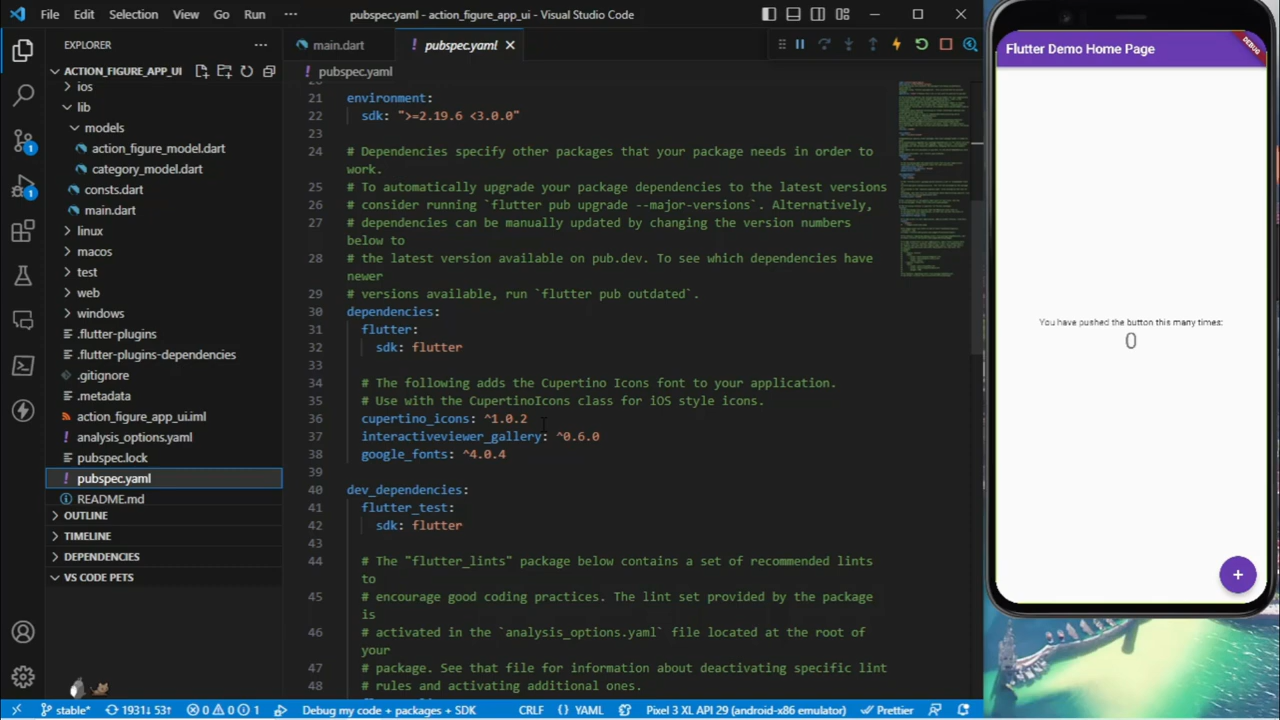 File Edit Selection View Go Run ··· pubspec.yaml - action_figure_app_ui - Visual Studio Code
EXPLORER
ACTION_FIGURE_APP_UI
ios
lib
models
action_figure_model.dart
category_model.dart
consts.dart
main.dart
linux
macos
test
web
windows
.flutter-plugins
.flutter-plugins-dependencies
.gitignore
.metadata
action_figure_app_ui.iml
analysis_options.yaml
pubspec.lock
! pubspec.yaml
README.md
OUTLINE
TIMELINE
DEPENDENCIES
VS CODE PETS
1
1
main.dart ! pubspec.yaml
! pubspec.yaml
21 environment:
22 sdk: ">=2.19.6 <3.0.0"
23
24 # Dependencies specify other packages that your package needs in order to
work.
25 # To automatically upgrade your package dependencies to the latest versions
26 # consider running `flutter pub upgrade --major-versions`. Alternatively,
27 # dependencies can be manually updated by changing the version numbers
below to
28 # the latest version available on pub.dev. To see which dependencies have
newer
29 # versions available, run `flutter pub outdated`.
30 dependencies:
31 flutter:
32 sdk: flutter
33
34 # The following adds the Cupertino Icons font to your application.
35 # Use with the CupertinoIcons class for iOS style icons.
36 cupertino_icons: ^1.0.2
37 interactiveviewer_gallery: ^0.6.0
38 google_fonts: ^4.0.4
39
40 dev_dependencies:
41 flutter_test:
42 sdk: flutter
43
44 # The "flutter_lints" package below contains a set of recommended lints
to
45 # encourage good coding practices. The lint set provided by the package
is
46 # activated in the `analysis_options.yaml` file located at the root of
your
47 # package. See that file for information about deactivating specific lint
48 # rules and activating additional ones.
stable* 1931↓ 53↑ 0 0 1 Debug my code + packages + SDK CRLF {} YAML Pixel 3 XL API 29 (android-x86 emulator) Prettier
Flutter Demo Home Page
DEBUG
You have pushed the button this many times:
0
+